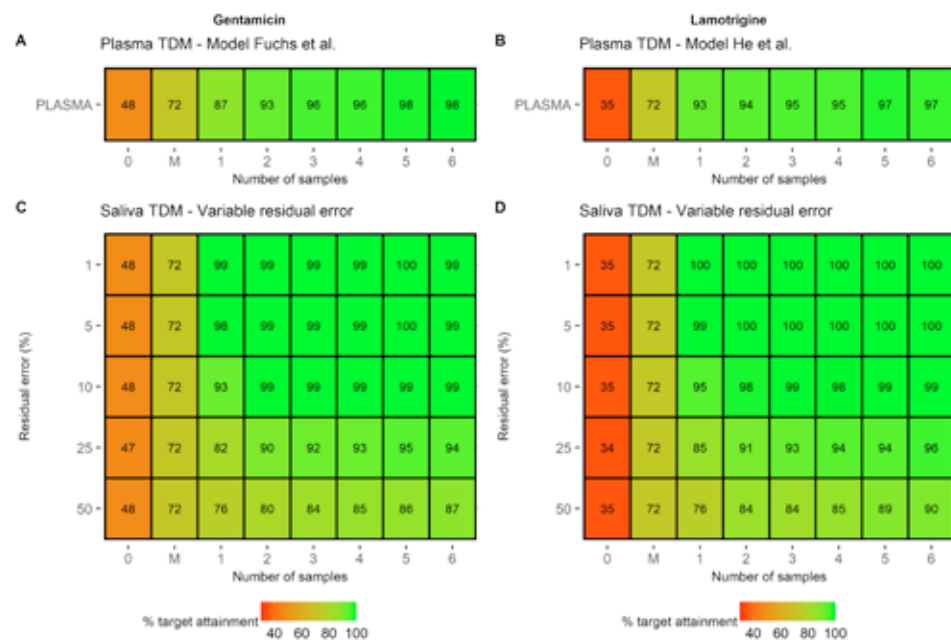 Gentamicin
A
Plasma TDM - Model Fuchs et al.
PLASMA
48 72 87 93 96 96 98 98
0 M 1 2 3 4 5 6
Number of samples
Lamotrigine
B
Plasma TDM - Model He et al.
PLASMA
35 72 93 94 95 95 97 97
0 M 1 2 3 4 5 6
Number of samples
C
Saliva TDM - Variable residual error
Residual error (%)
1 48 72 99 99 99 99 100 99
5 48 72 98 99 99 99 100 99
10 48 72 93 99 99 99 99 99
25 47 72 82 90 92 93 95 94
50 48 72 76 80 84 85 86 87
0 M 1 2 3 4 5 6
Number of samples
% target attainment
40 60 80 100
D
Saliva TDM - Variable residual error
Residual error (%)
1 35 72 100 100 100 100 100 100
5 35 72 99 100 100 100 100 100
10 35 72 95 98 99 98 99 99
25 34 72 85 91 93 94 94 96
50 35 72 76 84 84 85 89 90
0 M 1 2 3 4 5 6
Number of samples
% target attainment
40 60 80 100